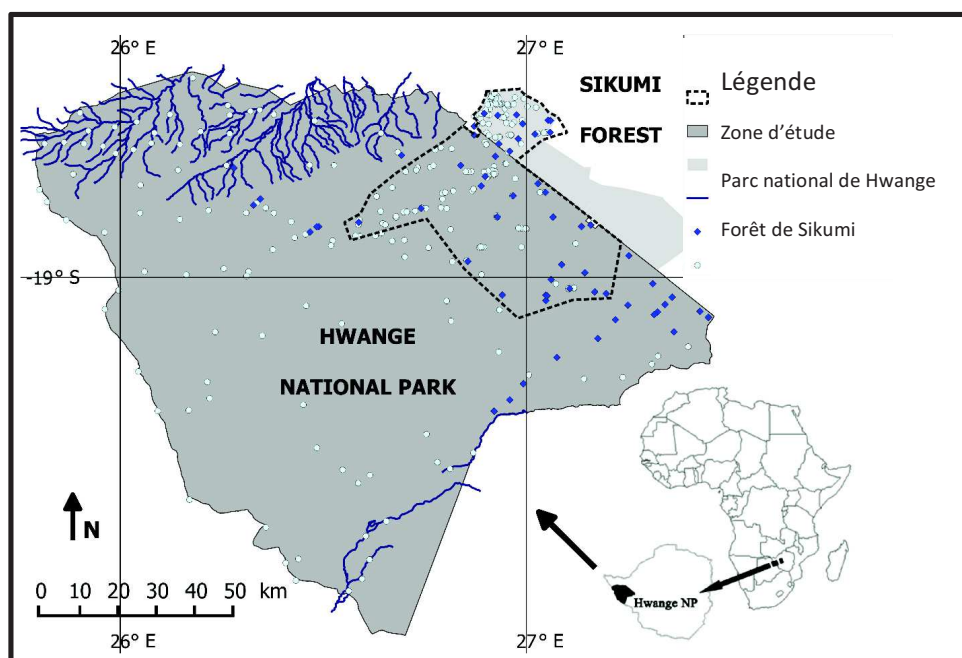 26° E
27° E
SIKUMI
FOREST
Légende
Zone d'étude
Parc national de Hwange
Forêt de Sikumi
-19° S
HWANGE
NATIONAL PARK
N
0 10 20 30 40 50 km
Hwange NP
26° E
27° E